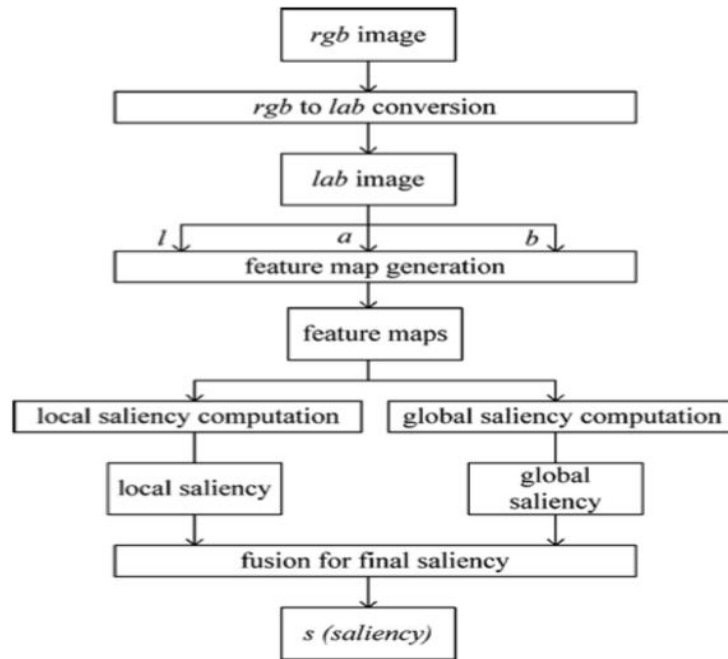 rgb image
rgb to lab conversion
lab image
l a b
feature map generation
feature maps
local saliency computation
global saliency computation
local saliency
global
saliency
fusion for final saliency
s (saliency)